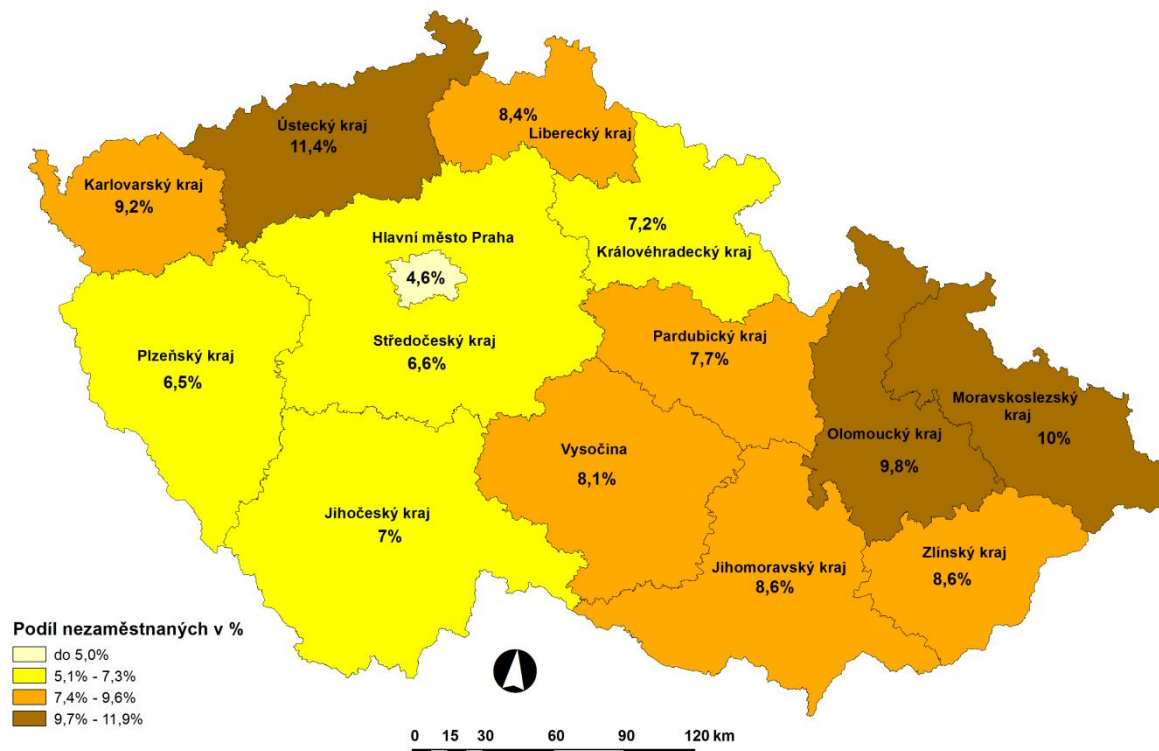 Ústecký kraj
11,4%
8,4%
Liberecký kraj
Karlovarský kraj
9,2%
7,2%
Královéhradecký kraj
Hlavní město Praha
4,6%
Středočeský kraj
6,6%
Plzeňský kraj
6,5%
Pardubický kraj
7,7%
Moravskoslezský
kraj
10%
Olomoucký kraj
9,8%
Vysočina
8,1%
Jihočeský kraj
7%
Jihomoravský kraj
8,6%
Zlínský kraj
8,6%
Podíl nezaměstnaných v %
do 5,0%
5,1% - 7,3%
7,4% - 9,6%
9,7% - 11,9%
0 15 30 60 90 120 km